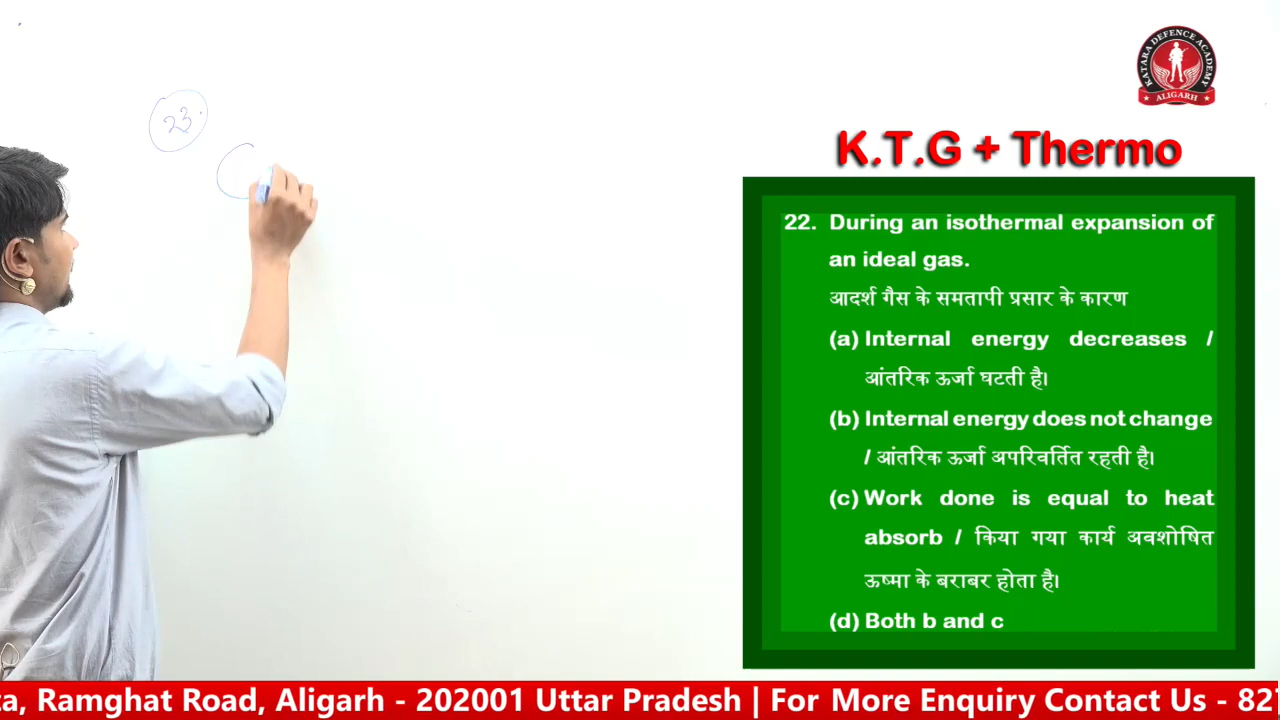 KATARA DEFENCE ACADEMY
ALIGARH
23
K.T.G + Thermo
22. During an isothermal expansion of
an ideal gas.
आदर्श गैस के समतापी प्रसार के कारण
(a) Internal energy decreases /
आंतरिक ऊर्जा घटती है।
(b) Internal energy does not change
/ आंतरिक ऊर्जा अपरिवर्तित रहती है।
(c) Work done is equal to heat
absorb / किया गया कार्य अवशोषित
ऊष्मा के बराबर होता है।
(d) Both b and c
Ramghat Road, Aligarh - 202001 Uttar Pradesh | For More Enquiry Contact Us - 82